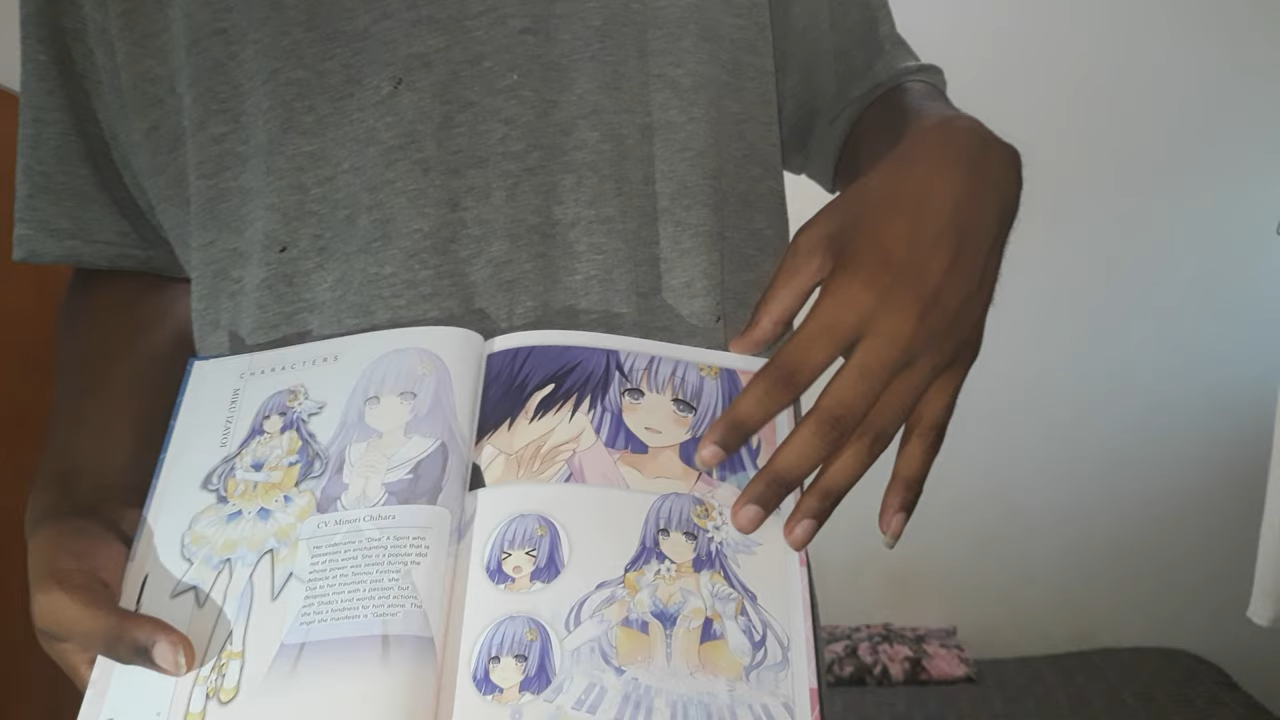 CHARACTERS
MIKU IZAYOI
CV: Minori Chihara
Her codename is "Diva" A Spirit who
possesses an enchanting voice that is
not of this world. She is a popular idol
whose power was sealed during the
debacle at the Tennou Festival.
Due to her traumatic past, she
despises men with a passion, but
with Shido's kind words and actions,
she has a fondness for him alone. The
angel she manifests is "Gabriel".